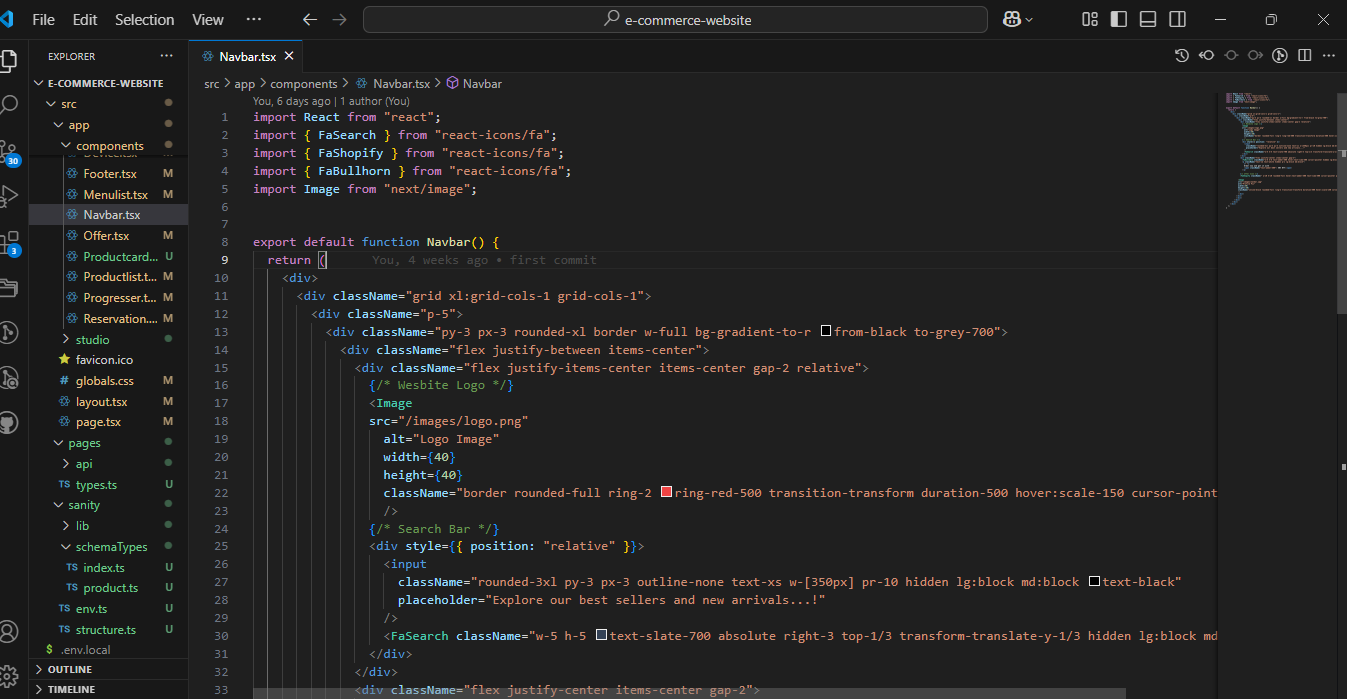 File Edit Selection View ··· e-commerce-website
EXPLORER ···
E-COMMERCE-WEBSITE
src
app
components
Footer.tsx M
Menulist.tsx M
Navbar.tsx
Offer.tsx M
Productcard... U
Productlist.t... M
Progresser.t... M
Reservation.... M
studio
favicon.ico
# globals.css M
layout.tsx M
page.tsx M
pages
api
TS types.ts U
sanity
lib
schemaTypes
TS index.ts U
TS product.ts U
TS env.ts U
TS structure.ts U
$ .env.local
OUTLINE
TIMELINE
30
3
Navbar.tsx
src > app > components > Navbar.tsx > Navbar
You, 6 days ago | 1 author (You)
1 import React from "react";
2 import { FaSearch } from "react-icons/fa";
3 import { FaShopify } from "react-icons/fa";
4 import { FaBullhorn } from "react-icons/fa";
5 import Image from "next/image";
6
7
8 export default function Navbar() {
9 return ( You, 4 weeks ago • first commit
10 <div>
11 <div className="grid xl:grid-cols-1 grid-cols-1">
12 <div className="p-5">
13 <div className="py-3 px-3 rounded-xl border w-full bg-gradient-to-r from-black to-grey-700">
14 <div className="flex justify-between items-center">
15 <div className="flex justify-items-center items-center gap-2 relative">
16 {/* Wesbite Logo */}
17 <Image
18 src="/images/logo.png"
19 alt="Logo Image"
20 width={40}
21 height={40}
22 className="border rounded-full ring-2 ring-red-500 transition-transform duration-500 hover:scale-150 cursor-point
23 />
24 {/* Search Bar */}
25 <div style={{ position: "relative" }}>
26 <input
27 className="rounded-3xl py-3 px-3 outline-none text-xs w-[350px] pr-10 hidden lg:block md:block text-black"
28 placeholder="Explore our best sellers and new arrivals...!"
29 />
30 <FaSearch className="w-5 h-5 text-slate-700 absolute right-3 top-1/3 transform-translate-y-1/3 hidden lg:block md
31 </div>
32 </div>
33 <div className="flex justify-center items-center gap-2">